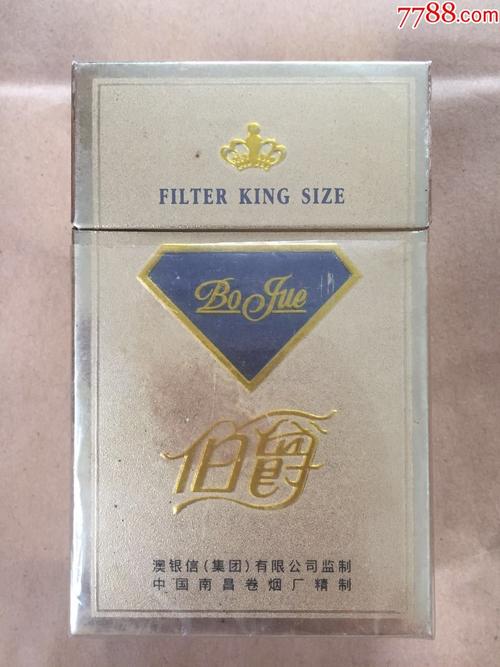 7788.com
FILTER KING SIZE
Bo Jue
伯爵
澳银信(集团)有限公司监制
中国南昌卷烟厂精制